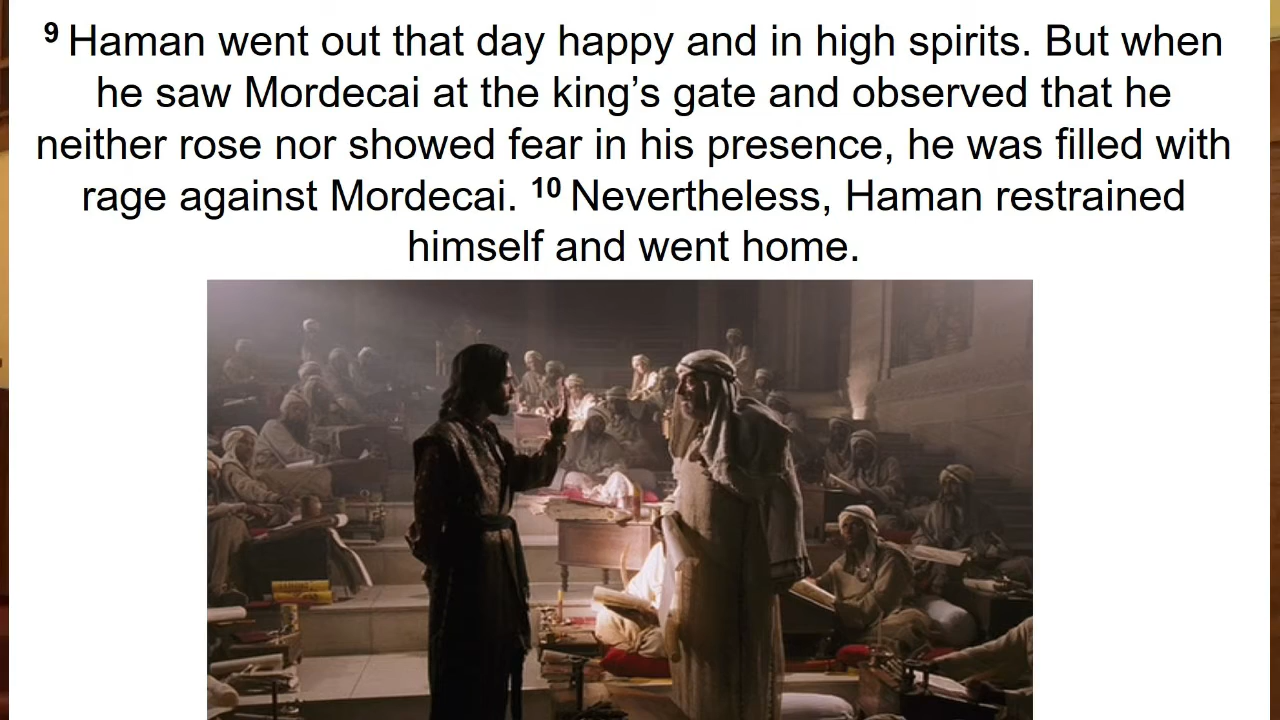 9 Haman went out that day happy and in high spirits. But when
he saw Mordecai at the king’s gate and observed that he
neither rose nor showed fear in his presence, he was filled with
rage against Mordecai. 10 Nevertheless, Haman restrained
himself and went home.